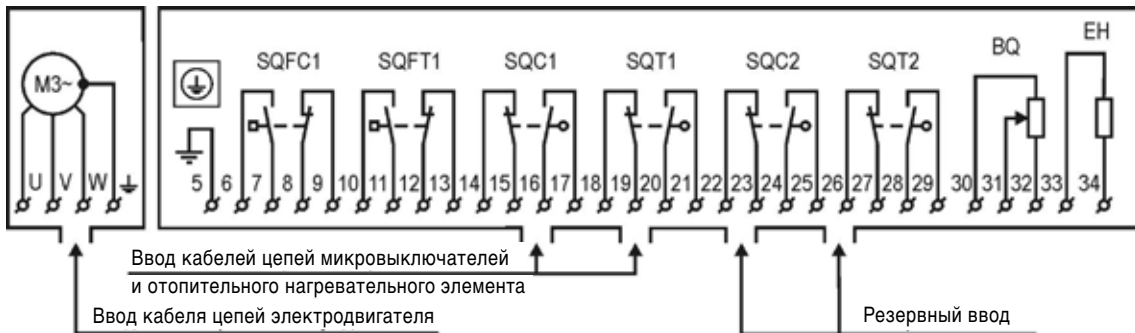 SQFC1 SQFT1 SQC1 SQT1 SQC2 SQT2 BQ EH
M3~
U V W 5 6 7 8 9 10 11 12 13 14 15 16 17 18 19 20 21 22 23 24 25 26 27 28 29 30 31 32 33 34
Ввод кабелей цепей микровыключателей
и отопительного нагревательного элемента
Ввод кабеля цепей электродвигателя Резервный ввод